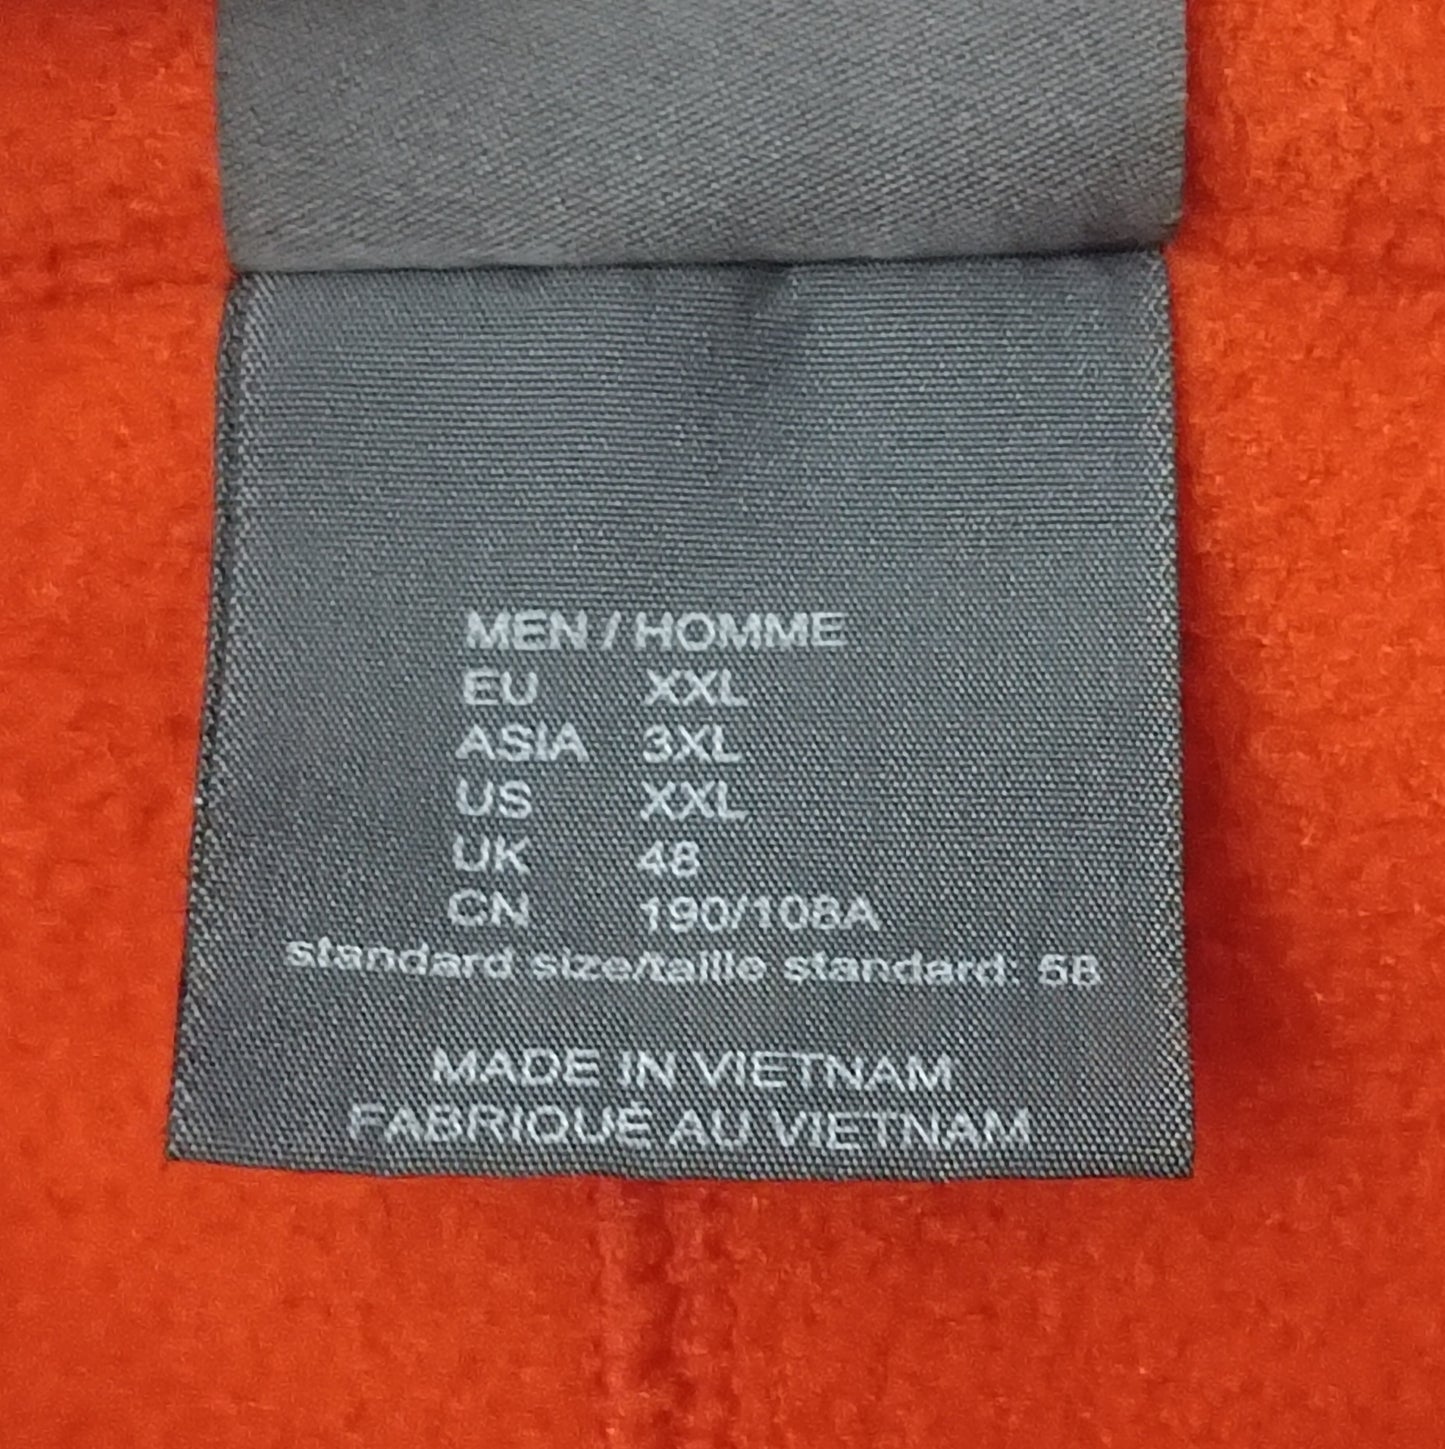 MEN / HOMME
EU XXL
ASIA 3XL
US XXL
UK 48
CN 190/108A
standard size/taille standard: 58
MADE IN VIETNAM
FABRIQUÉ AU VIETNAM